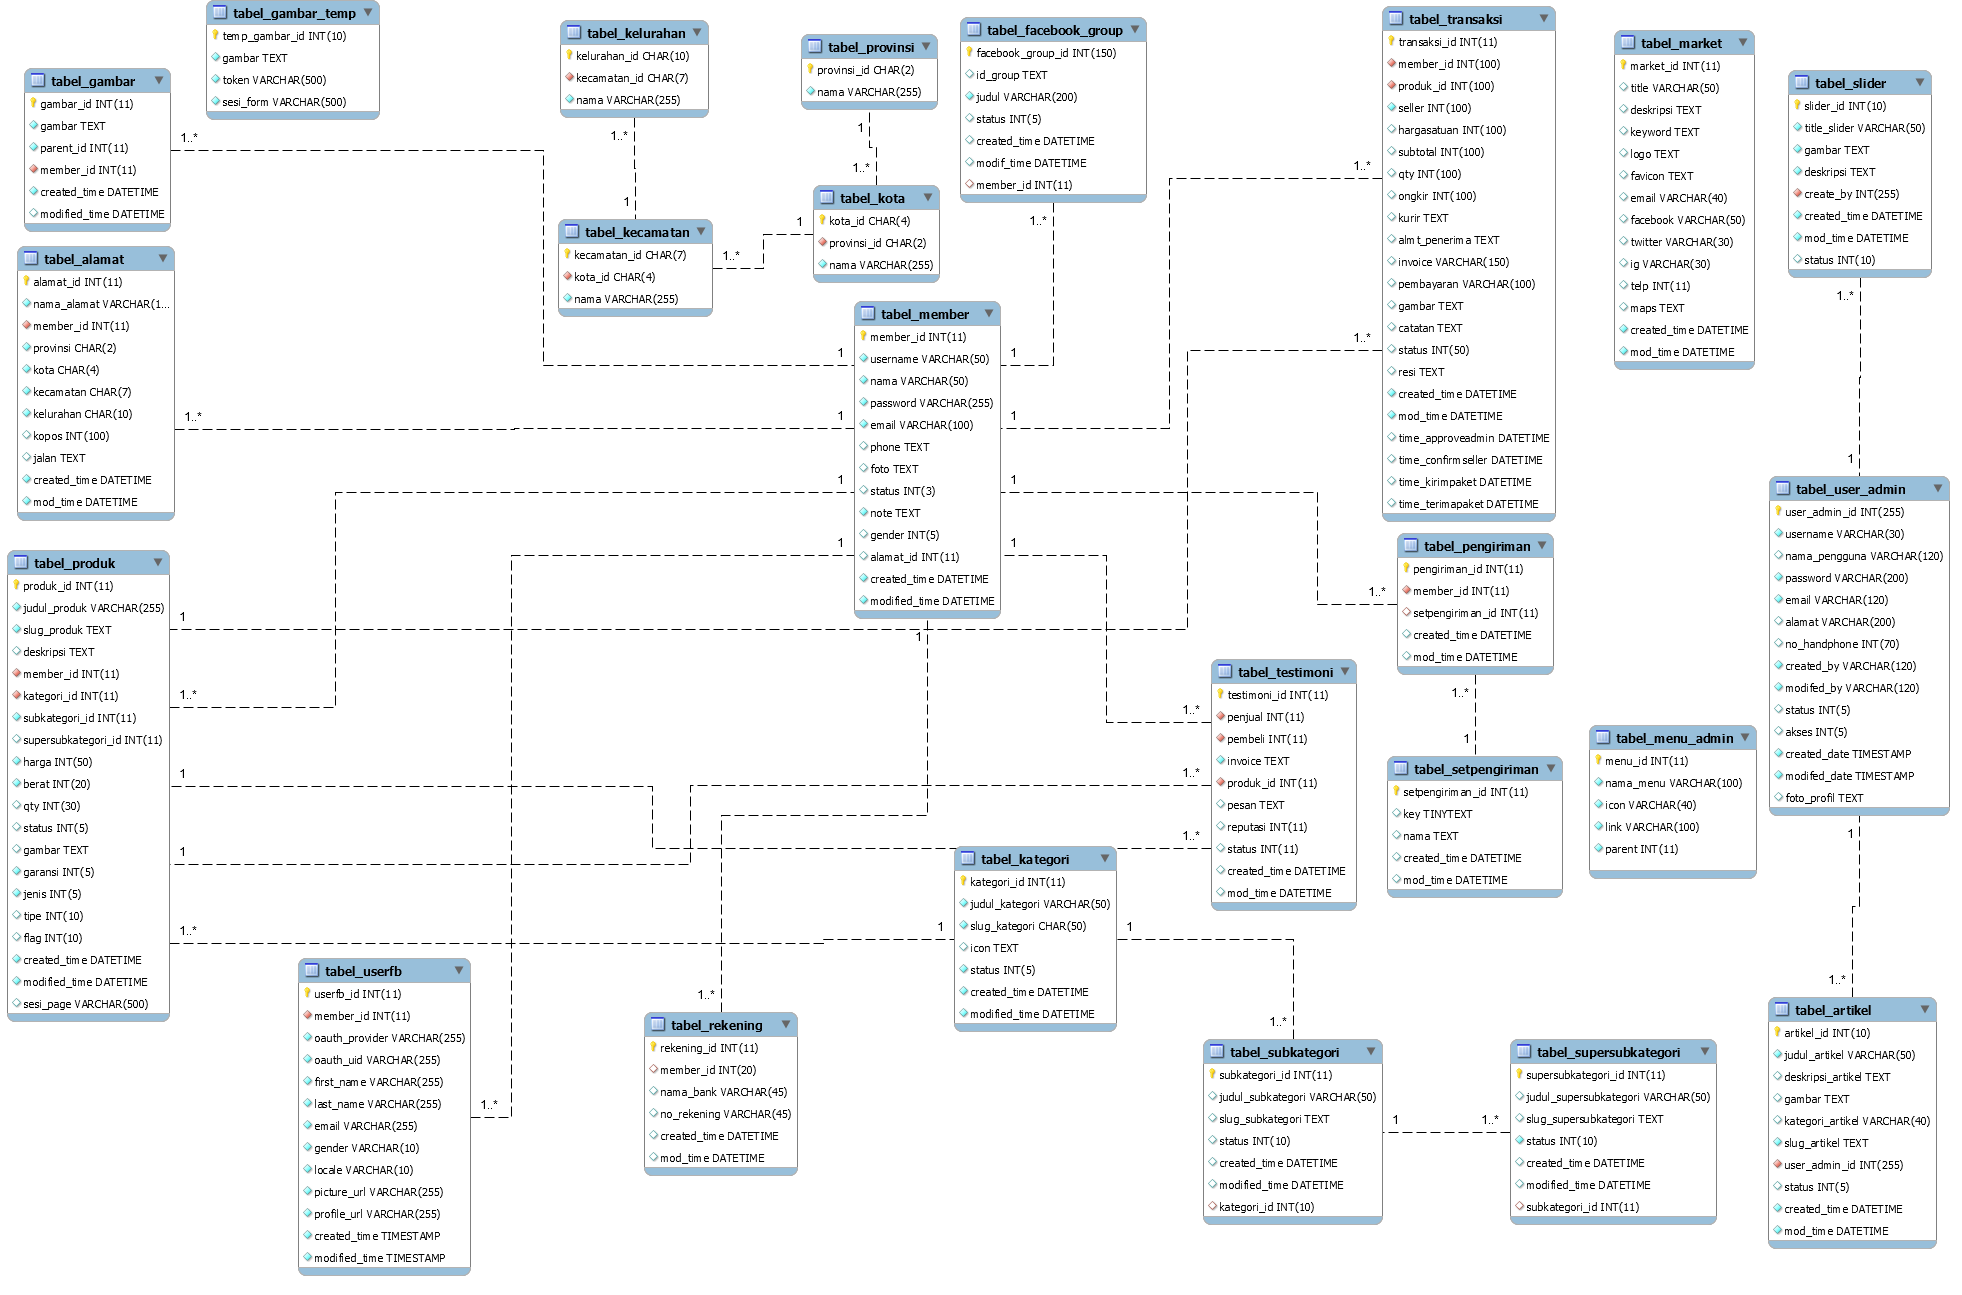 tabel_gambar_temp
temp_gambar_id INT(10)
gambar TEXT
token VARCHAR(500)
sesi_form VARCHAR(500)
tabel_gambar
gambar_id INT(11)
gambar TEXT
parent_id INT(11)
member_id INT(11)
created_time DATETIME
modified_time DATETIME
1..*
tabel_kelurahan
kelurahan_id CHAR(10)
kecamatan_id CHAR(7)
nama VARCHAR(255)
1..*
1
tabel_provinsi
provinsi_id CHAR(2)
nama VARCHAR(255)
1
1..*
tabel_facebook_group
facebook_group_id INT(150)
id_group TEXT
judul VARCHAR(200)
status INT(5)
created_time DATETIME
modif_time DATETIME
member_id INT(11)
1..*
tabel_kota
kota_id CHAR(4)
provinsi_id CHAR(2)
nama VARCHAR(255)
1
1..*
tabel_kecamatan
kecamatan_id CHAR(7)
kota_id CHAR(4)
nama VARCHAR(255)
tabel_transaksi
transaksi_id INT(11)
member_id INT(100)
produk_id INT(100)
seller INT(100)
hargasatuan INT(100)
subtotal INT(100)
qty INT(100)
ongkir INT(100)
kurir TEXT
almt_penerima TEXT
invoice VARCHAR(150)
pembayaran VARCHAR(100)
gambar TEXT
catatan TEXT
status INT(50)
resi TEXT
created_time DATETIME
mod_time DATETIME
time_approveadmin DATETIME
time_confirmseller DATETIME
time_kirimpaket DATETIME
time_terimapaket DATETIME
1..*
1..*
tabel_market
market_id INT(11)
title VARCHAR(50)
deskripsi TEXT
keyword TEXT
logo TEXT
favicon TEXT
email VARCHAR(40)
facebook VARCHAR(50)
twitter VARCHAR(30)
ig VARCHAR(30)
telp INT(11)
maps TEXT
created_time DATETIME
mod_time DATETIME
tabel_slider
slider_id INT(10)
title_slider VARCHAR(50)
gambar TEXT
deskripsi TEXT
create_by INT(255)
created_time DATETIME
mod_time DATETIME
status INT(10)
1..*
1
tabel_alamat
alamat_id INT(11)
nama_alamat VARCHAR(1...
member_id INT(11)
provinsi CHAR(2)
kota CHAR(4)
kecamatan CHAR(7)
kelurahan CHAR(10)
kopos INT(100)
jalan TEXT
created_time DATETIME
mod_time DATETIME
1..*
tabel_member
member_id INT(11)
username VARCHAR(50)
nama VARCHAR(50)
password VARCHAR(255)
email VARCHAR(100)
phone TEXT
foto TEXT
status INT(3)
note TEXT
gender INT(5)
alamat_id INT(11)
created_time DATETIME
modified_time DATETIME
1
1
1
1
1
1
1
1
1
tabel_user_admin
user_admin_id INT(255)
username VARCHAR(30)
nama_pengguna VARCHAR(120)
password VARCHAR(200)
email VARCHAR(120)
alamat VARCHAR(200)
no_handphone INT(70)
created_by VARCHAR(120)
modifed_by VARCHAR(120)
status INT(5)
akses INT(5)
created_date TIMESTAMP
modifed_date TIMESTAMP
foto_profil TEXT
1
1..*
tabel_pengiriman
pengiriman_id INT(11)
member_id INT(11)
setpengiriman_id INT(11)
created_time DATETIME
mod_time DATETIME
1..*
1..*
1
tabel_produk
produk_id INT(11)
judul_produk VARCHAR(255)
slug_produk TEXT
deskripsi TEXT
member_id INT(11)
kategori_id INT(11)
subkategori_id INT(11)
supersubkategori_id INT(11)
harga INT(50)
berat INT(20)
qty INT(30)
status INT(5)
gambar TEXT
garansi INT(5)
jenis INT(5)
tipe INT(10)
flag INT(10)
created_time DATETIME
modified_time DATETIME
sesi_page VARCHAR(500)
1
1..*
1
1
1..*
tabel_testimoni
testimoni_id INT(11)
penjual INT(11)
pembeli INT(11)
invoice TEXT
produk_id INT(11)
pesan TEXT
reputasi INT(11)
status INT(11)
created_time DATETIME
mod_time DATETIME
1..*
1..*
1..*
tabel_setpengiriman
setpengiriman_id INT(11)
key TINYTEXT
nama TEXT
created_time DATETIME
mod_time DATETIME
tabel_menu_admin
menu_id INT(11)
nama_menu VARCHAR(100)
icon VARCHAR(40)
link VARCHAR(100)
parent INT(11)
tabel_kategori
kategori_id INT(11)
judul_kategori VARCHAR(50)
slug_kategori CHAR(50)
icon TEXT
status INT(5)
created_time DATETIME
modified_time DATETIME
1
1
1..*
tabel_userfb
userfb_id INT(11)
member_id INT(11)
oauth_provider VARCHAR(255)
oauth_uid VARCHAR(255)
first_name VARCHAR(255)
last_name VARCHAR(255)
email VARCHAR(255)
gender VARCHAR(10)
locale VARCHAR(10)
picture_url VARCHAR(255)
profile_url VARCHAR(255)
created_time TIMESTAMP
modified_time TIMESTAMP
1..*
1..*
tabel_rekening
rekening_id INT(11)
member_id INT(20)
nama_bank VARCHAR(45)
no_rekening VARCHAR(45)
created_time DATETIME
mod_time DATETIME
tabel_subkategori
subkategori_id INT(11)
judul_subkategori VARCHAR(50)
slug_subkategori TEXT
status INT(10)
created_time DATETIME
modified_time DATETIME
kategori_id INT(10)
1
1..*
tabel_supersubkategori
supersubkategori_id INT(11)
judul_supersubkategori VARCHAR(50)
slug_supersubkategori TEXT
status INT(10)
created_time DATETIME
modified_time DATETIME
subkategori_id INT(11)
tabel_artikel
artikel_id INT(10)
judul_artikel VARCHAR(50)
deskripsi_artikel TEXT
gambar TEXT
kategori_artikel VARCHAR(40)
slug_artikel TEXT
user_admin_id INT(255)
status INT(5)
created_time DATETIME
mod_time DATETIME